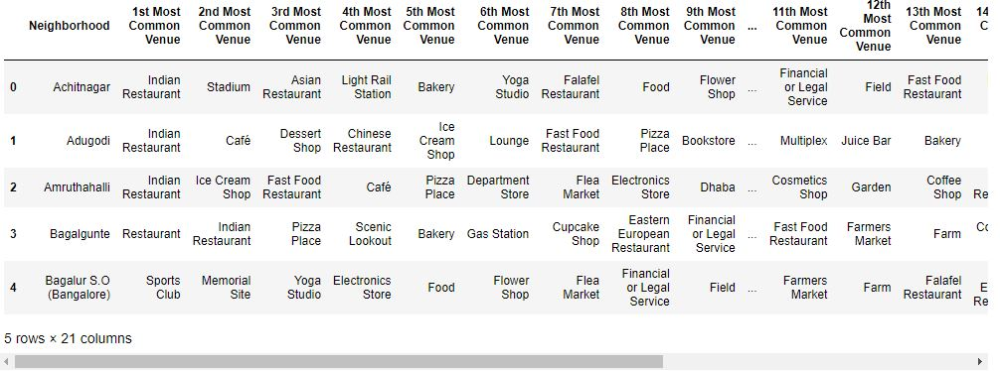 Neighborhood 1st Most Common Venue 2nd Most Common Venue 3rd Most Common Venue 4th Most Common Venue 5th Most Common Venue 6th Most Common Venue 7th Most Common Venue 8th Most Common Venue 9th Most Common Venue ... 11th Most Common Venue 12th Most Common Venue 13th Most Common Venue
0 Achitnagar Indian Restaurant Stadium Asian Restaurant Light Rail Station Bakery Yoga Studio Falafel Restaurant Food Flower Shop ... Financial or Legal Service Field Fast Food Restaurant
1 Adugodi Indian Restaurant Café Dessert Shop Chinese Restaurant Ice Cream Shop Lounge Fast Food Restaurant Pizza Place Bookstore ... Multiplex Juice Bar Bakery
2 Amruthahalli Indian Restaurant Ice Cream Shop Fast Food Restaurant Café Pizza Place Department Store Flea Market Electronics Store Dhaba ... Cosmetics Shop Garden Coffee Shop
3 Bagalgunte Restaurant Indian Restaurant Pizza Place Scenic Lookout Bakery Gas Station Cupcake Shop Eastern European Restaurant Financial or Legal Service ... Fast Food Restaurant Farmers Market Farm
4 Bagalur S.O (Bangalore) Sports Club Memorial Site Yoga Studio Electronics Store Food Flower Shop Flea Market Financial or Legal Service Field ... Farmers Market Farm Falafel Restaurant
5 rows × 21 columns